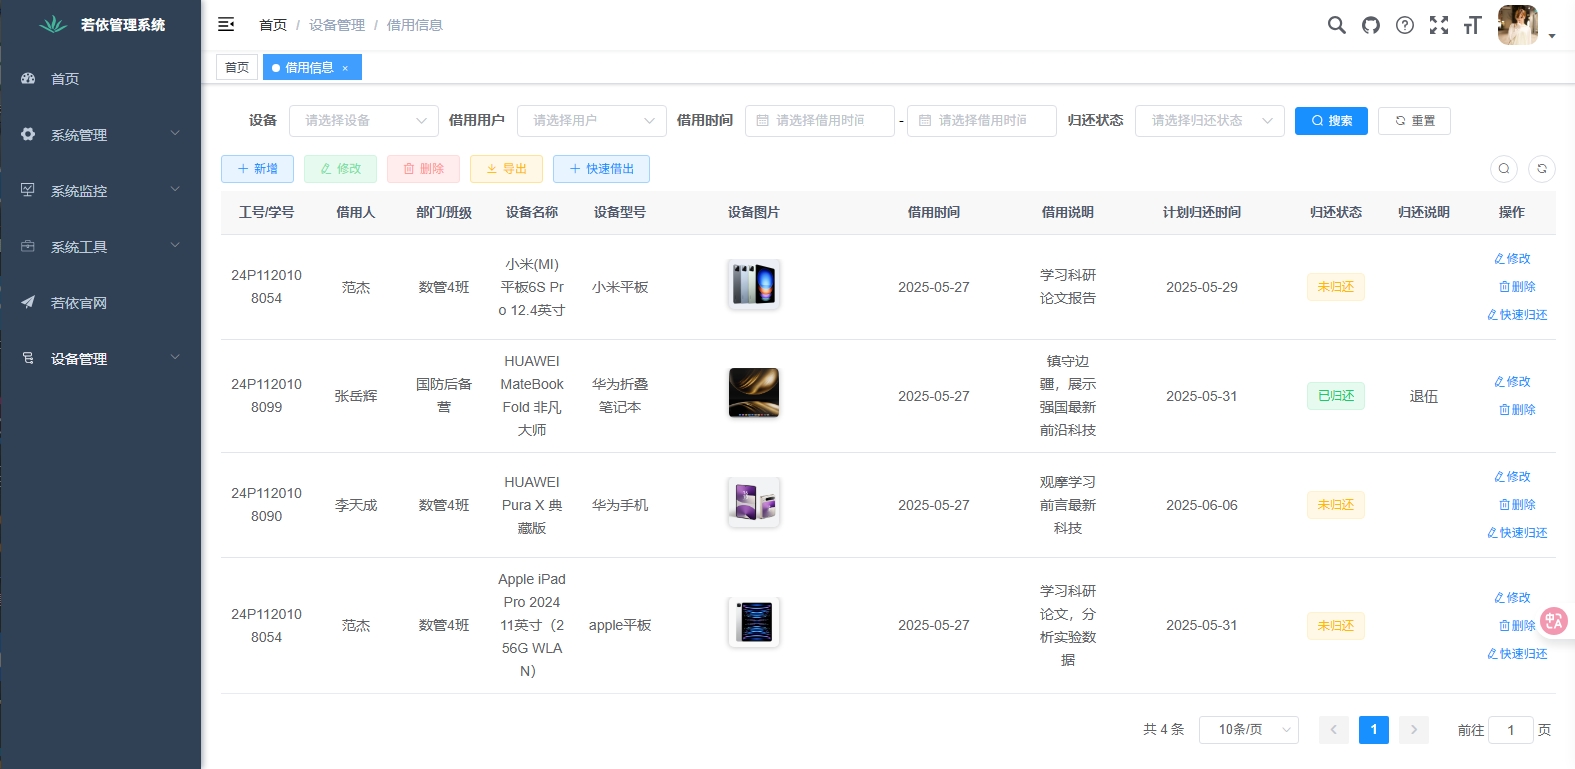 若依管理系统
首页
系统管理
系统监控
系统工具
若依官网
设备管理
首页 / 设备管理 / 借用信息
首页 借用信息 ×
设备 请选择设备 借用用户 请选择用户 借用时间 请选择借用时间 - 请选择借用时间 归还状态 请选择归还状态 搜索 重置
新增 修改 删除 导出 快速借出
工号/学号 借用人 部门/班级 设备名称 设备型号 设备图片 借用时间 借用说明 计划归还时间 归还状态 归还说明 操作
24P112010
8054
范杰
数管4班
小米(MI)
平板6S Pr
o 12.4英寸
小米平板
2025-05-27
学习科研
论文报告
2025-05-29
未归还
修改
删除
快速归还
24P112010
8099
张岳辉
国防后备
营
HUAWEI
MateBook
Fold 非凡
大师
华为折叠
笔记本
2025-05-27
镇守边
疆，展示
强国最新
前沿科技
2025-05-31
已归还
退伍
修改
删除
24P112010
8090
李天成
数管4班
HUAWEI
Pura X 典
藏版
华为手机
2025-05-27
观摩学习
前言最新
科技
2025-06-06
未归还
修改
删除
快速归还
24P112010
8054
范杰
数管4班
Apple iPad
Pro 2024
11英寸（2
56G WLA
N）
apple平板
2025-05-27
学习科研
论文，分
析实验数
据
2025-05-31
未归还
修改
删除
快速归还
共 4 条 10条/页 1 前往 1 页